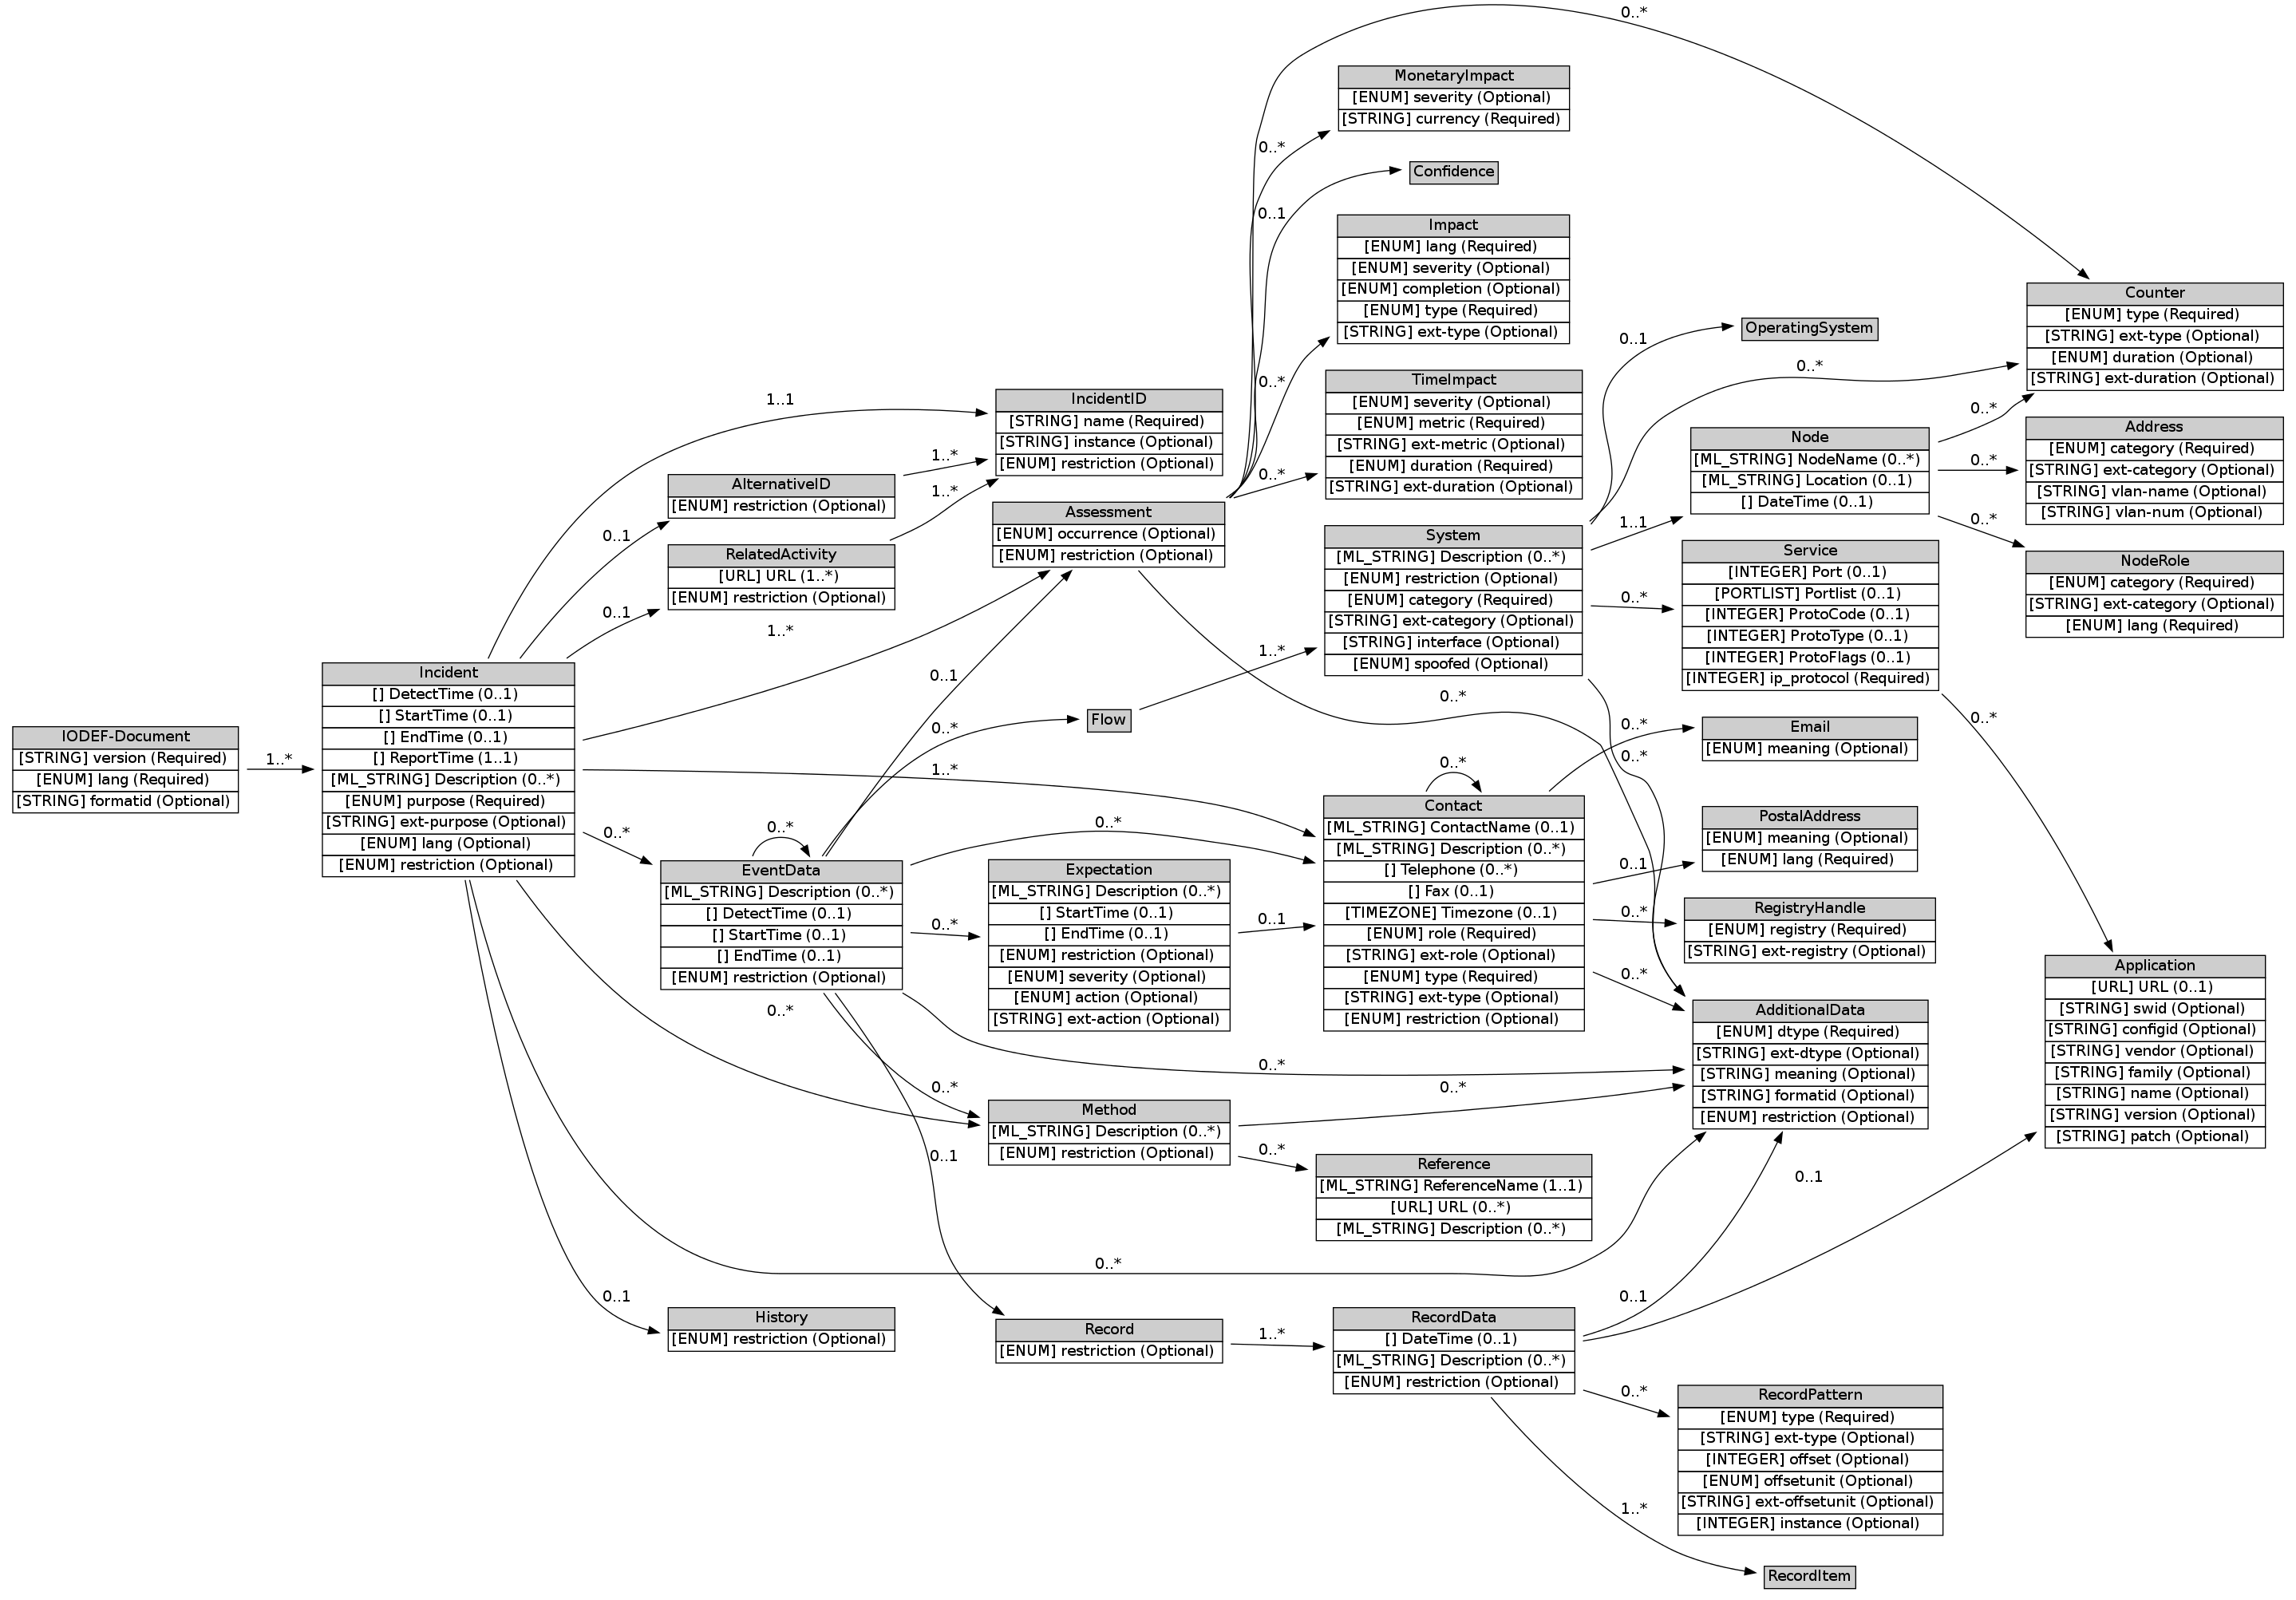 IODEF-Document
[STRING] version (Required)
[ENUM] lang (Required)
[STRING] formatid (Optional)
1..*
Incident
[] DetectTime (0..1)
[] StartTime (0..1)
[] EndTime (0..1)
[] ReportTime (1..1)
[ML_STRING] Description (0..*)
[ENUM] purpose (Required)
[STRING] ext-purpose (Optional)
[ENUM] lang (Optional)
[ENUM] restriction (Optional)
1..1
0..1
0..1
1..*
1..*
0..*
0..*
0..*
0..1
AlternativeID
[ENUM] restriction (Optional)
1..*
RelatedActivity
[URL] URL (1..*)
[ENUM] restriction (Optional)
1..*
EventData
[ML_STRING] Description (0..*)
[] DetectTime (0..1)
[] StartTime (0..1)
[] EndTime (0..1)
[ENUM] restriction (Optional)
0..*
0..1
0..*
0..*
0..*
0..*
0..*
0..1
History
[ENUM] restriction (Optional)
IncidentID
[STRING] name (Required)
[STRING] instance (Optional)
[ENUM] restriction (Optional)
Assessment
[ENUM] occurrence (Optional)
[ENUM] restriction (Optional)
0..*
0..*
0..1
0..*
0..*
0..*
Flow
1..*
Expectation
[ML_STRING] Description (0..*)
[] StartTime (0..1)
[] EndTime (0..1)
[ENUM] restriction (Optional)
[ENUM] severity (Optional)
[ENUM] action (Optional)
[STRING] ext-action (Optional)
0..1
Method
[ML_STRING] Description (0..*)
[ENUM] restriction (Optional)
0..*
0..*
Record
[ENUM] restriction (Optional)
1..*
MonetaryImpact
[ENUM] severity (Optional)
[STRING] currency (Required)
Confidence
Impact
[ENUM] lang (Required)
[ENUM] severity (Optional)
[ENUM] completion (Optional)
[ENUM] type (Required)
[STRING] ext-type (Optional)
TimeImpact
[ENUM] severity (Optional)
[ENUM] metric (Required)
[STRING] ext-metric (Optional)
[ENUM] duration (Required)
[STRING] ext-duration (Optional)
System
[ML_STRING] Description (0..*)
[ENUM] restriction (Optional)
[ENUM] category (Required)
[STRING] ext-category (Optional)
[STRING] interface (Optional)
[ENUM] spoofed (Optional)
0..1
0..*
1..1
0..*
0..*
Contact
[ML_STRING] ContactName (0..1)
[ML_STRING] Description (0..*)
[] Telephone (0..*)
[] Fax (0..1)
[TIMEZONE] Timezone (0..1)
[ENUM] role (Required)
[STRING] ext-role (Optional)
[ENUM] type (Required)
[STRING] ext-type (Optional)
[ENUM] restriction (Optional)
0..*
0..*
0..1
0..*
0..*
Reference
[ML_STRING] ReferenceName (1..1)
[URL] URL (0..*)
[ML_STRING] Description (0..*)
RecordData
[] DateTime (0..1)
[ML_STRING] Description (0..*)
[ENUM] restriction (Optional)
0..1
0..1
0..*
1..*
OperatingSystem
Node
[ML_STRING] NodeName (0..*)
[ML_STRING] Location (0..1)
[] DateTime (0..1)
0..*
0..*
0..*
Service
[INTEGER] Port (0..1)
[PORTLIST] Portlist (0..1)
[INTEGER] ProtoCode (0..1)
[INTEGER] ProtoType (0..1)
[INTEGER] ProtoFlags (0..1)
[INTEGER] ip_protocol (Required)
0..*
Email
[ENUM] meaning (Optional)
PostalAddress
[ENUM] meaning (Optional)
[ENUM] lang (Required)
RegistryHandle
[ENUM] registry (Required)
[STRING] ext-registry (Optional)
AdditionalData
[ENUM] dtype (Required)
[STRING] ext-dtype (Optional)
[STRING] meaning (Optional)
[STRING] formatid (Optional)
[ENUM] restriction (Optional)
RecordPattern
[ENUM] type (Required)
[STRING] ext-type (Optional)
[INTEGER] offset (Optional)
[ENUM] offsetunit (Optional)
[STRING] ext-offsetunit (Optional)
[INTEGER] instance (Optional)
RecordItem
Counter
[ENUM] type (Required)
[STRING] ext-type (Optional)
[ENUM] duration (Optional)
[STRING] ext-duration (Optional)
Address
[ENUM] category (Required)
[STRING] ext-category (Optional)
[STRING] vlan-name (Optional)
[STRING] vlan-num (Optional)
NodeRole
[ENUM] category (Required)
[STRING] ext-category (Optional)
[ENUM] lang (Required)
Application
[URL] URL (0..1)
[STRING] swid (Optional)
[STRING] configid (Optional)
[STRING] vendor (Optional)
[STRING] family (Optional)
[STRING] name (Optional)
[STRING] version (Optional)
[STRING] patch (Optional)